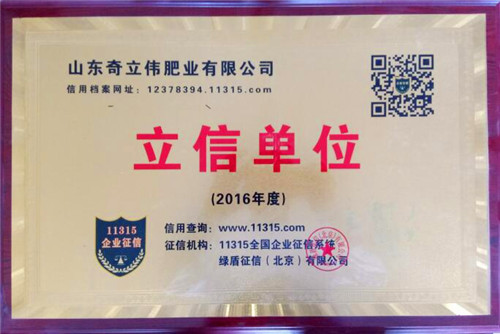 山东奇立伟肥业有限公司
信用档案网址：12378394.11315.com
立信单位
(2016年度)
11315
企业征信
信用查询：www.11315.com
征信机构：11315全国企业征信系统
绿盾征信（北京）有限公司